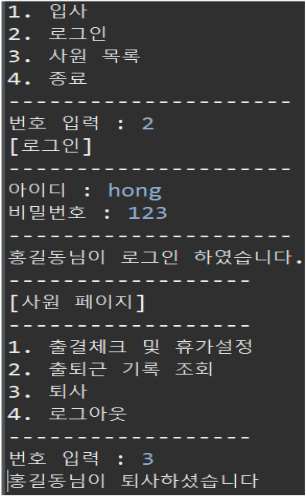 1. 입사
2. 로그인
3. 사원 목록
4. 종료
---------------------
번호 입력 : 2
[로그인]
---------------------
아이디 : hong
비밀번호 : 123
---------------------
홍길동님이 로그인 하였습니다.
------------------
[사원 페이지]
------------------
1. 출결체크 및 휴가설정
2. 출퇴근 기록 조회
3. 퇴사
4. 로그아웃
------------------
번호 입력 : 3
홍길동님이 퇴사하셨습니다